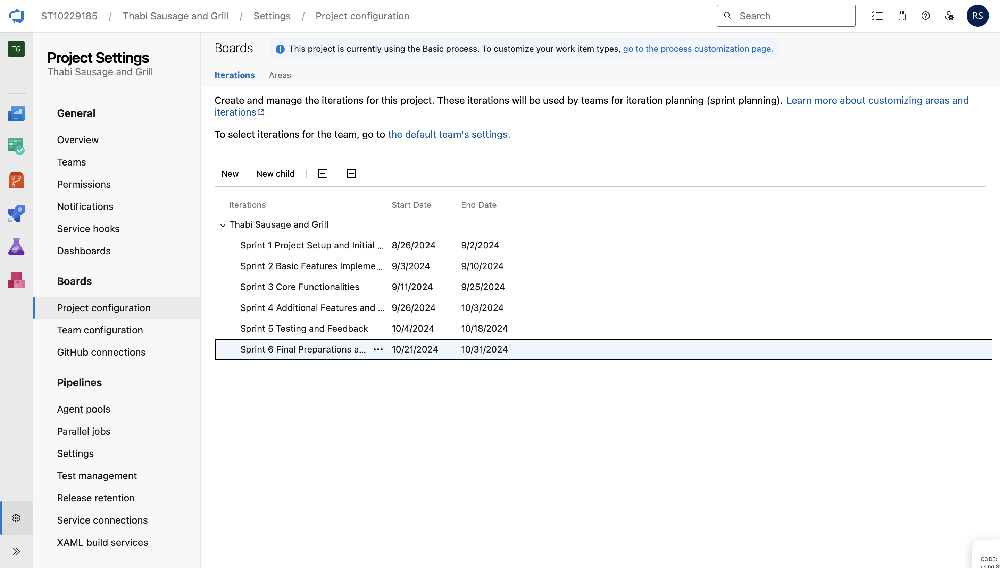 ST10229185 / Thabi Sausage and Grill / Settings / Project configuration
Search
RS
TG
Project Settings
Thabi Sausage and Grill
General
Overview
Teams
Permissions
Notifications
Service hooks
Dashboards
Boards
Project configuration
Team configuration
GitHub connections
Pipelines
Agent pools
Parallel jobs
Settings
Test management
Release retention
Service connections
XAML build services
Boards
This project is currently using the Basic process. To customize your work item types, go to the process customization page.
Iterations Areas
Create and manage the iterations for this project. These iterations will be used by teams for iteration planning (sprint planning). Learn more about customizing areas and
iterations
To select iterations for the team, go to the default team's settings.
New New child
Iterations Start Date End Date
Thabi Sausage and Grill
Sprint 1 Project Setup and Initial ... 8/26/2024 9/2/2024
Sprint 2 Basic Features Impleme... 9/3/2024 9/10/2024
Sprint 3 Core Functionalities 9/11/2024 9/25/2024
Sprint 4 Additional Features and ... 9/26/2024 10/3/2024
Sprint 5 Testing and Feedback 10/4/2024 10/18/2024
Sprint 6 Final Preparations a... 10/21/2024 10/31/2024
CODE:
using